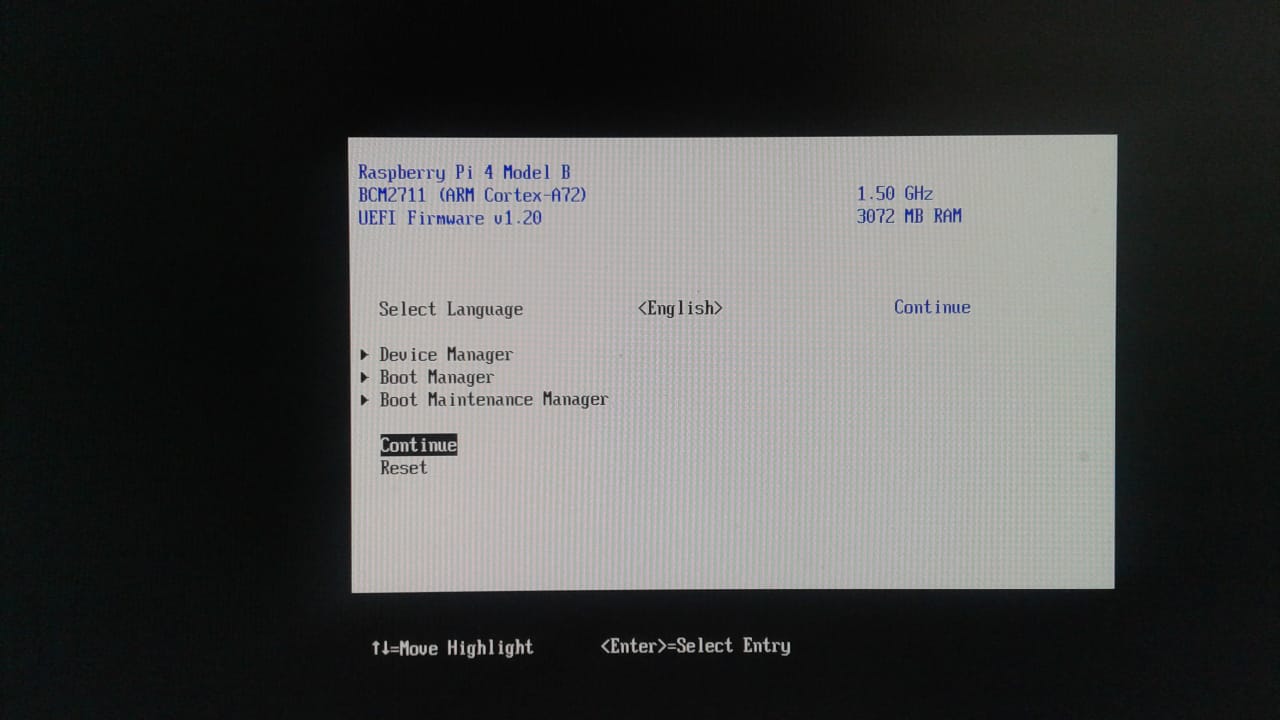 Raspberry Pi 4 Model B
BCM2711 (ARM Cortex-A72) 1.50 GHz
UEFI Firmware v1.20 3072 MB RAM
Select Language <English> Continue
▶ Device Manager
▶ Boot Manager
▶ Boot Maintenance Manager
Continue
Reset
↑↓=Move Highlight <Enter>=Select Entry